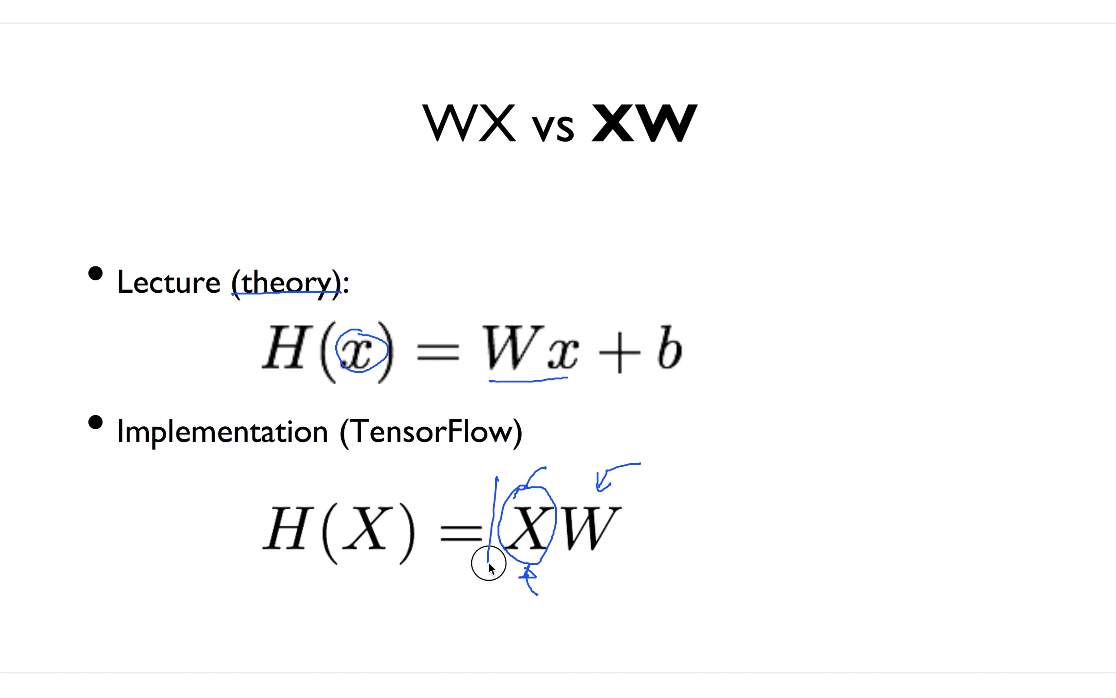 WX vs XW
• Lecture (theory):
H(x) = Wx + b
• Implementation (TensorFlow)
H(X) = XW